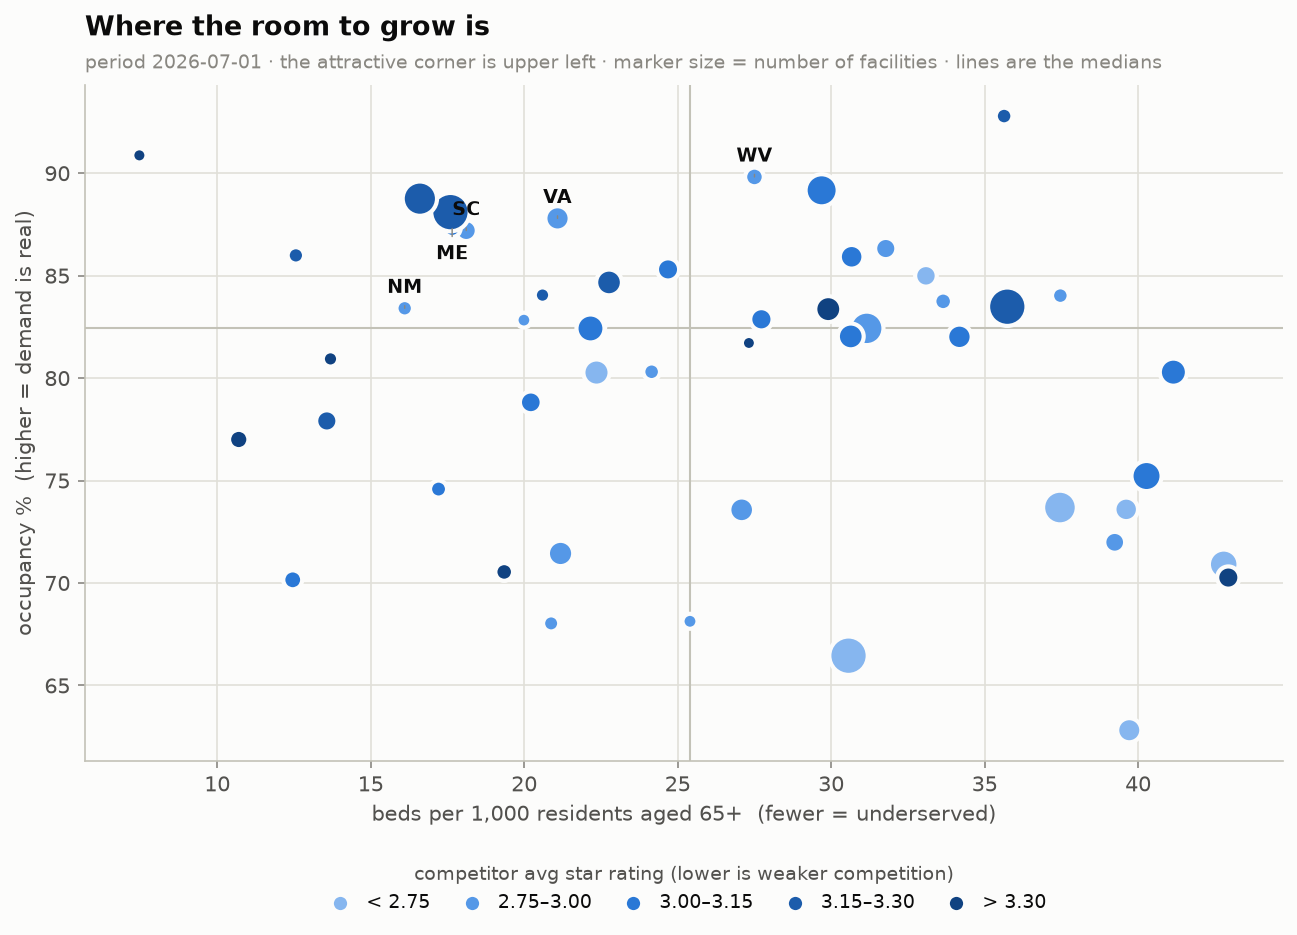 Where the room to grow is
period 2026-07-01 · the attractive corner is upper left · marker size = number of facilities · lines are the medians
occupancy %  (higher = demand is real)
90
85
80
75
70
65
WV
VA
SC
ME
NM
10 15 20 25 30 35 40
beds per 1,000 residents aged 65+  (fewer = underserved)
competitor avg star rating (lower is weaker competition)
< 2.75 2.75–3.00 3.00–3.15 3.15–3.30 > 3.30